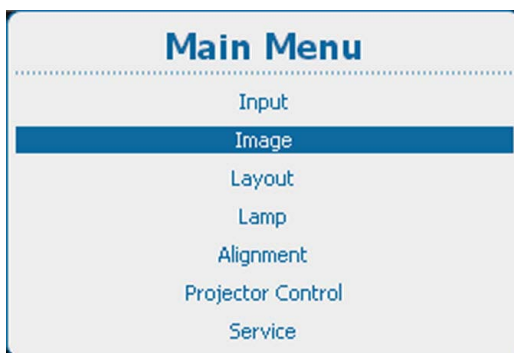 Main Menu
Input
Image
Layout
Lamp
Alignment
Projector Control
Service